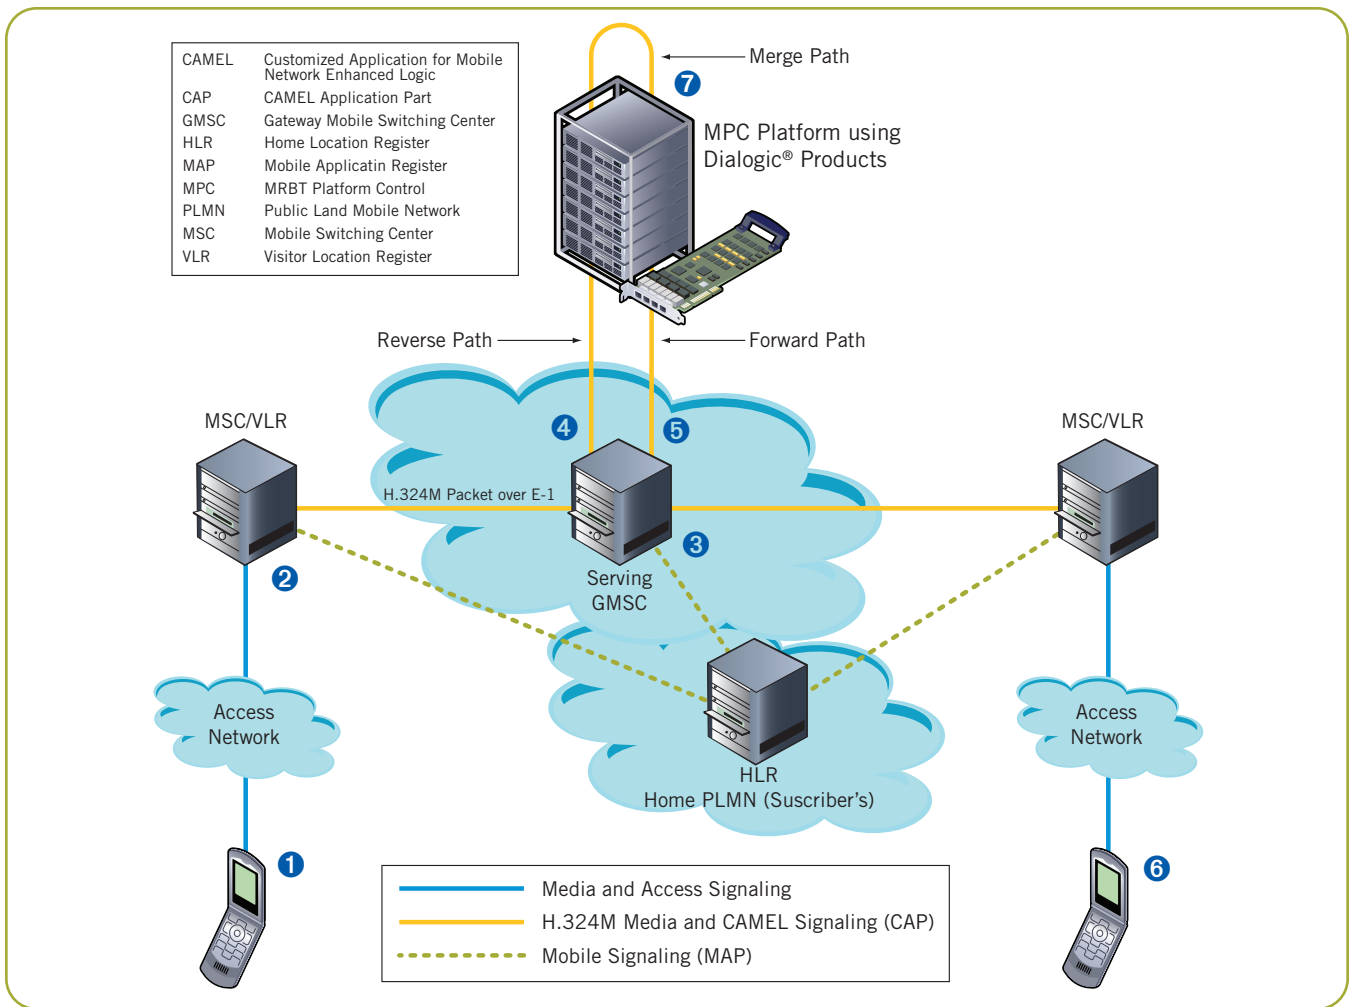 CAMEL Customized Application for Mobile
Network Enhanced Logic
CAP CAMEL Application Part
GMSC Gateway Mobile Switching Center
HLR Home Location Register
MAP Mobile Applicatin Register
MPC MRBT Platform Control
PLMN Public Land Mobile Network
MSC Mobile Switching Center
VLR Visitor Location Register
Merge Path
7
MPC Platform using
Dialogic® Products
Reverse Path
Forward Path
MSC/VLR
4
5
MSC/VLR
H.324M Packet over E-1
3
2
Serving
GMSC
Access
Network
Access
Network
HLR
Home PLMN (Suscriber's)
1
6
Media and Access Signaling
H.324M Media and CAMEL Signaling (CAP)
Mobile Signaling (MAP)